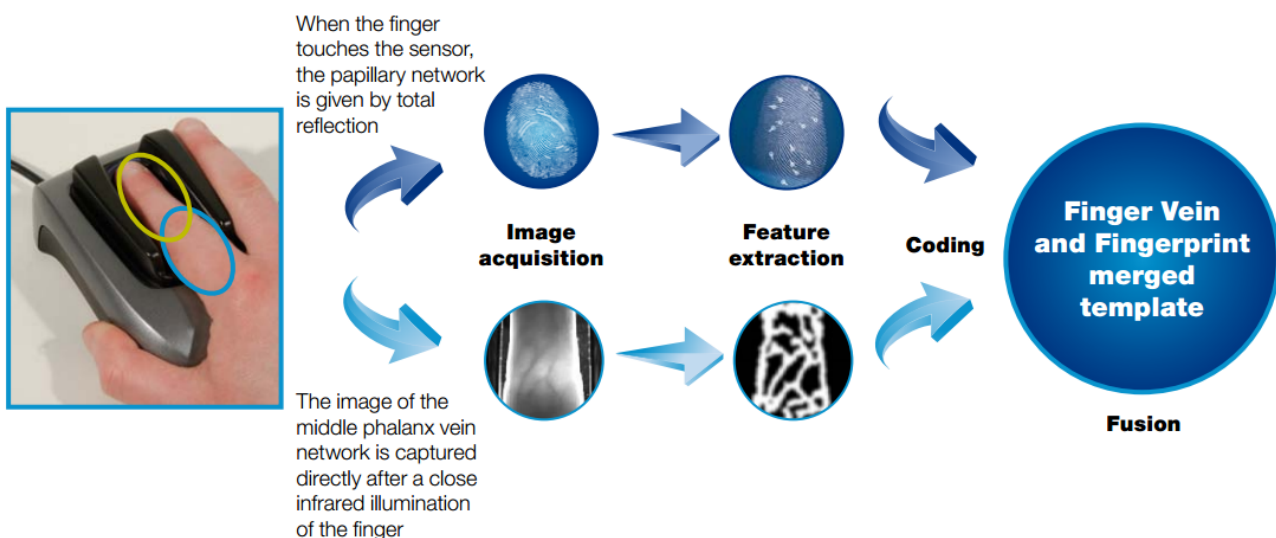 When the finger
touches the sensor,
the papillary network
is given by total
reflection
Image
acquisition
Feature
extraction
Coding
Finger Vein
and Fingerprint
merged
template
Fusion
The image of the
middle phalanx vein
network is captured
directly after a close
infrared illumination
of the finger